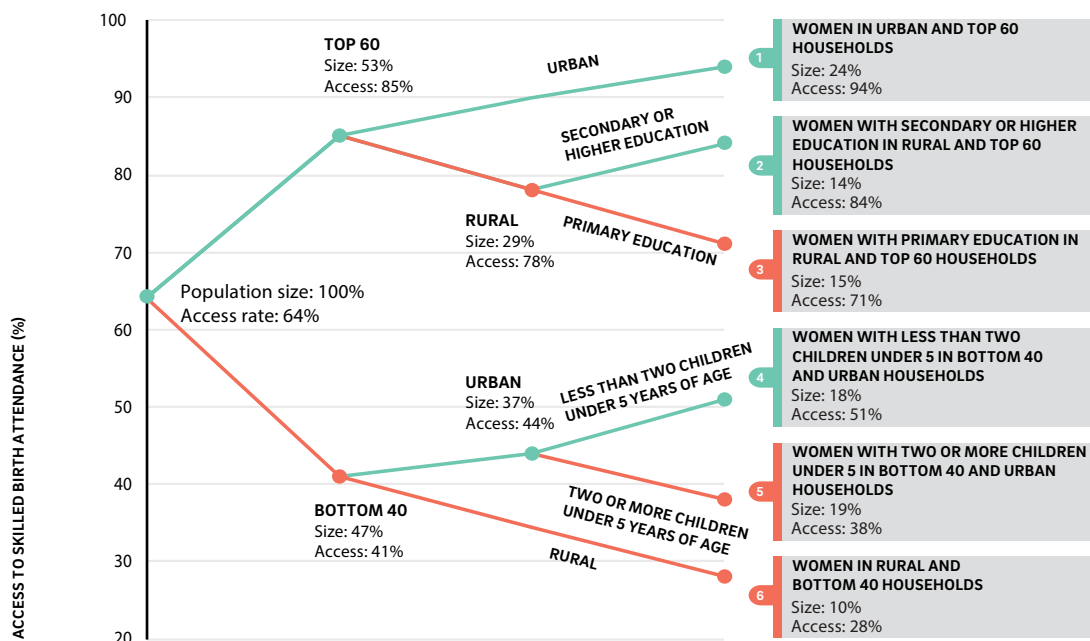 ACCESS TO SKILLED BIRTH ATTENDANCE (%)
100
90
80
70
60
50
40
30
20
Population size: 100%
Access rate: 64%
TOP 60
Size: 53%
Access: 85%
BOTTOM 40
Size: 47%
Access: 41%
URBAN
RURAL
Size: 29%
Access: 78%
SECONDARY OR
HIGHER EDUCATION
PRIMARY EDUCATION
URBAN
Size: 37%
Access: 44%
LESS THAN TWO CHILDREN
UNDER 5 YEARS OF AGE
TWO OR MORE CHILDREN
UNDER 5 YEARS OF AGE
RURAL
1
WOMEN IN URBAN AND TOP 60
HOUSEHOLDS
Size: 24%
Access: 94%
2
WOMEN WITH SECONDARY OR HIGHER
EDUCATION IN RURAL AND TOP 60
HOUSEHOLDS
Size: 14%
Access: 84%
3
WOMEN WITH PRIMARY EDUCATION IN
RURAL AND TOP 60 HOUSEHOLDS
Size: 15%
Access: 71%
4
WOMEN WITH LESS THAN TWO
CHILDREN UNDER 5 IN BOTTOM 40
AND URBAN HOUSEHOLDS
Size: 18%
Access: 51%
5
WOMEN WITH TWO OR MORE CHILDREN
UNDER 5 IN BOTTOM 40 AND URBAN
HOUSEHOLDS
Size: 19%
Access: 38%
6
WOMEN IN RURAL AND
BOTTOM 40 HOUSEHOLDS
Size: 10%
Access: 28%